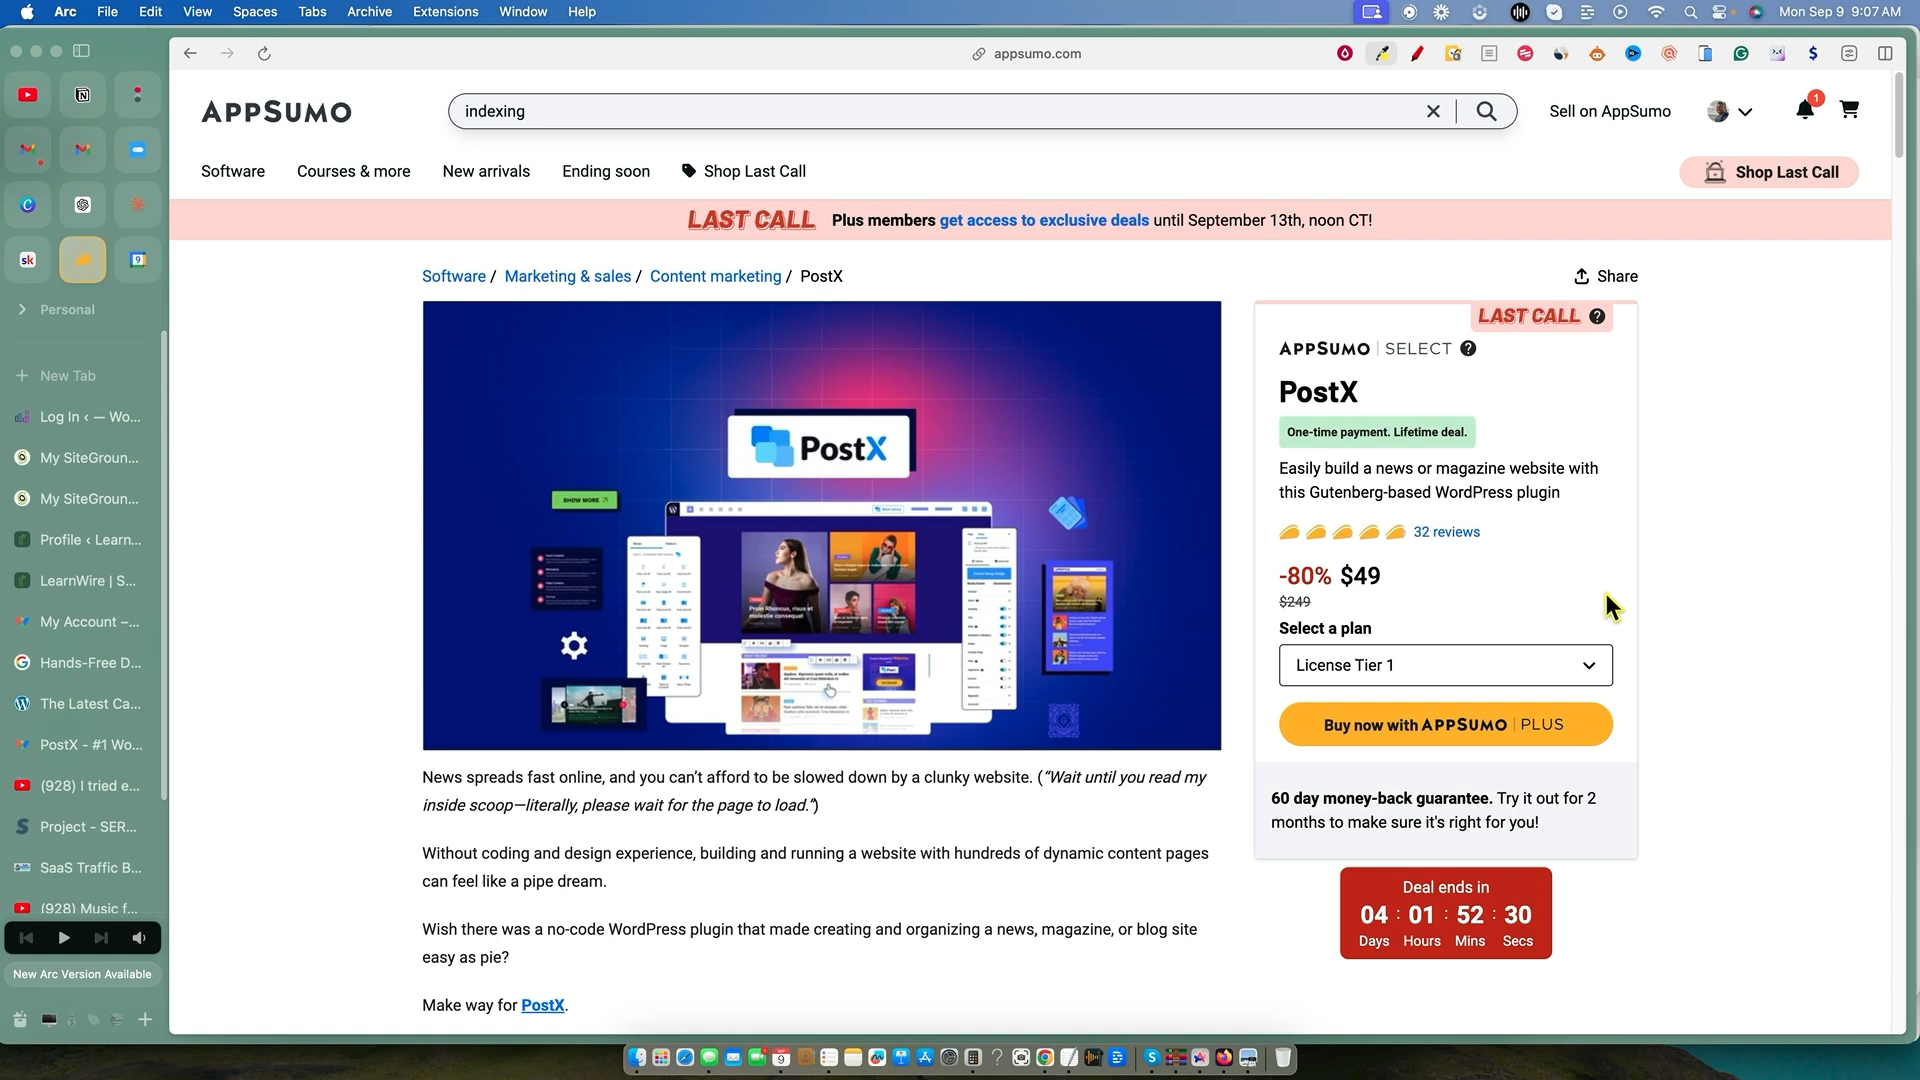 Arc File Edit View Spaces Tabs Archive Extensions Window Help
Mon Sep 9 9:07 AM
appsumo.com
APPSUMO
indexing
Sell on AppSumo
1
Software Courses & more New arrivals Ending soon Shop Last Call
Shop Last Call
LAST CALL Plus members get access to exclusive deals until September 13th, noon CT!
Personal
New Tab
Log In ‹ — Wo...
My SiteGroun...
My SiteGroun...
Profile ‹ Learn...
LearnWire | S...
My Account –...
Hands-Free D...
The Latest Ca...
PostX - #1 Wo...
(928) I tried e...
Project - SER...
SaaS Traffic B...
(928) Music f...
New Arc Version Available
Software / Marketing & sales / Content marketing / PostX
Share
PostX
SHOW MORE
LAST CALL
APPSUMO | SELECT
PostX
One-time payment. Lifetime deal.
Easily build a news or magazine website with
this Gutenberg-based WordPress plugin
32 reviews
-80% $49
$249
Select a plan
License Tier 1
Buy now with APPSUMO | PLUS
60 day money-back guarantee. Try it out for 2
months to make sure it's right for you!
Deal ends in
04 : 01 : 52 : 30
Days Hours Mins Secs
News spreads fast online, and you can’t afford to be slowed down by a clunky website. (“Wait until you read my
inside scoop—literally, please wait for the page to load.”)
Without coding and design experience, building and running a website with hundreds of dynamic content pages
can feel like a pipe dream.
Wish there was a no-code WordPress plugin that made creating and organizing a news, magazine, or blog site
easy as pie?
Make way for PostX.